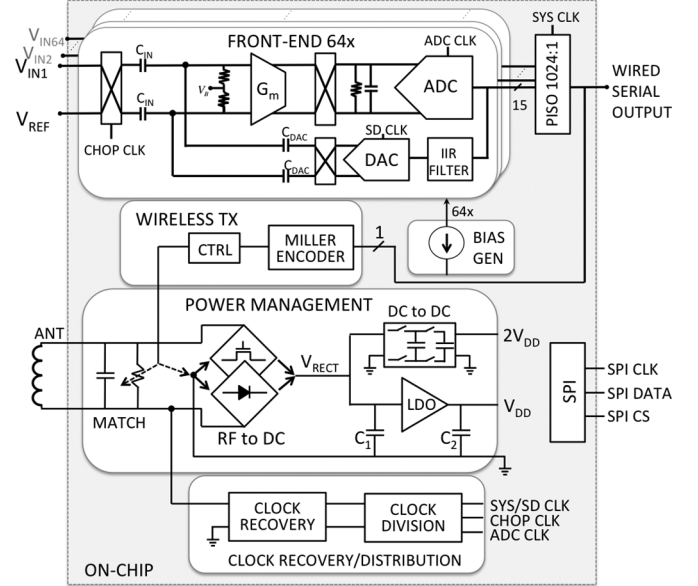 SYS CLK
V_IN64
V_IN2
V_IN1
V_REF
FRONT-END 64x
C_IN
C_IN
V_B
G_m
ADC CLK
ADC
CHOP CLK
C_DAC
C_DAC
SD CLK
DAC
IIR
FILTER
15
PISO 1024:1
WIRED
SERIAL
OUTPUT
WIRELESS TX
CTRL
MILLER
ENCODER
1
64x
BIAS
GEN
POWER MANAGEMENT
ANT
MATCH
RF to DC
V_RECT
DC to DC
2V_DD
LDO
V_DD
C_1
C_2
SPI
SPI CLK
SPI DATA
SPI CS
CLOCK
RECOVERY
CLOCK
DIVISION
SYS/SD CLK
CHOP CLK
ADC CLK
CLOCK RECOVERY/DISTRIBUTION
ON-CHIP